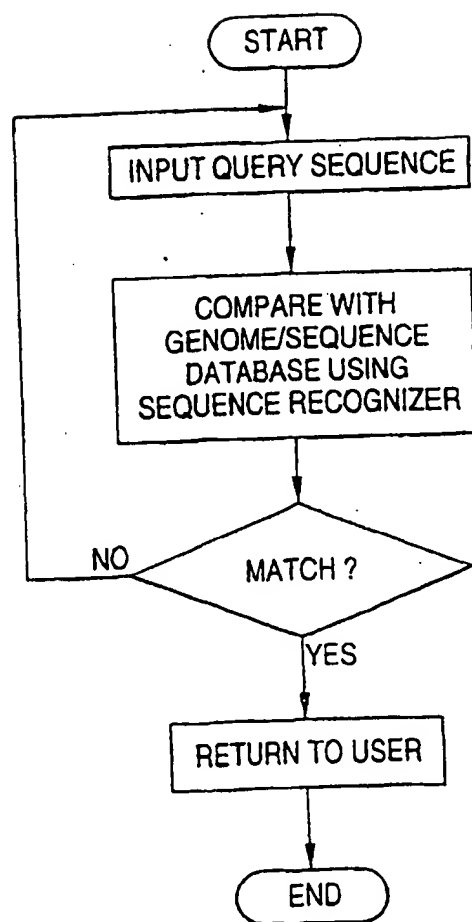 START
INPUT QUERY SEQUENCE
COMPARE WITH
GENOME/SEQUENCE
DATABASE USING
SEQUENCE RECOGNIZER
NO
MATCH ?
YES
RETURN TO USER
END